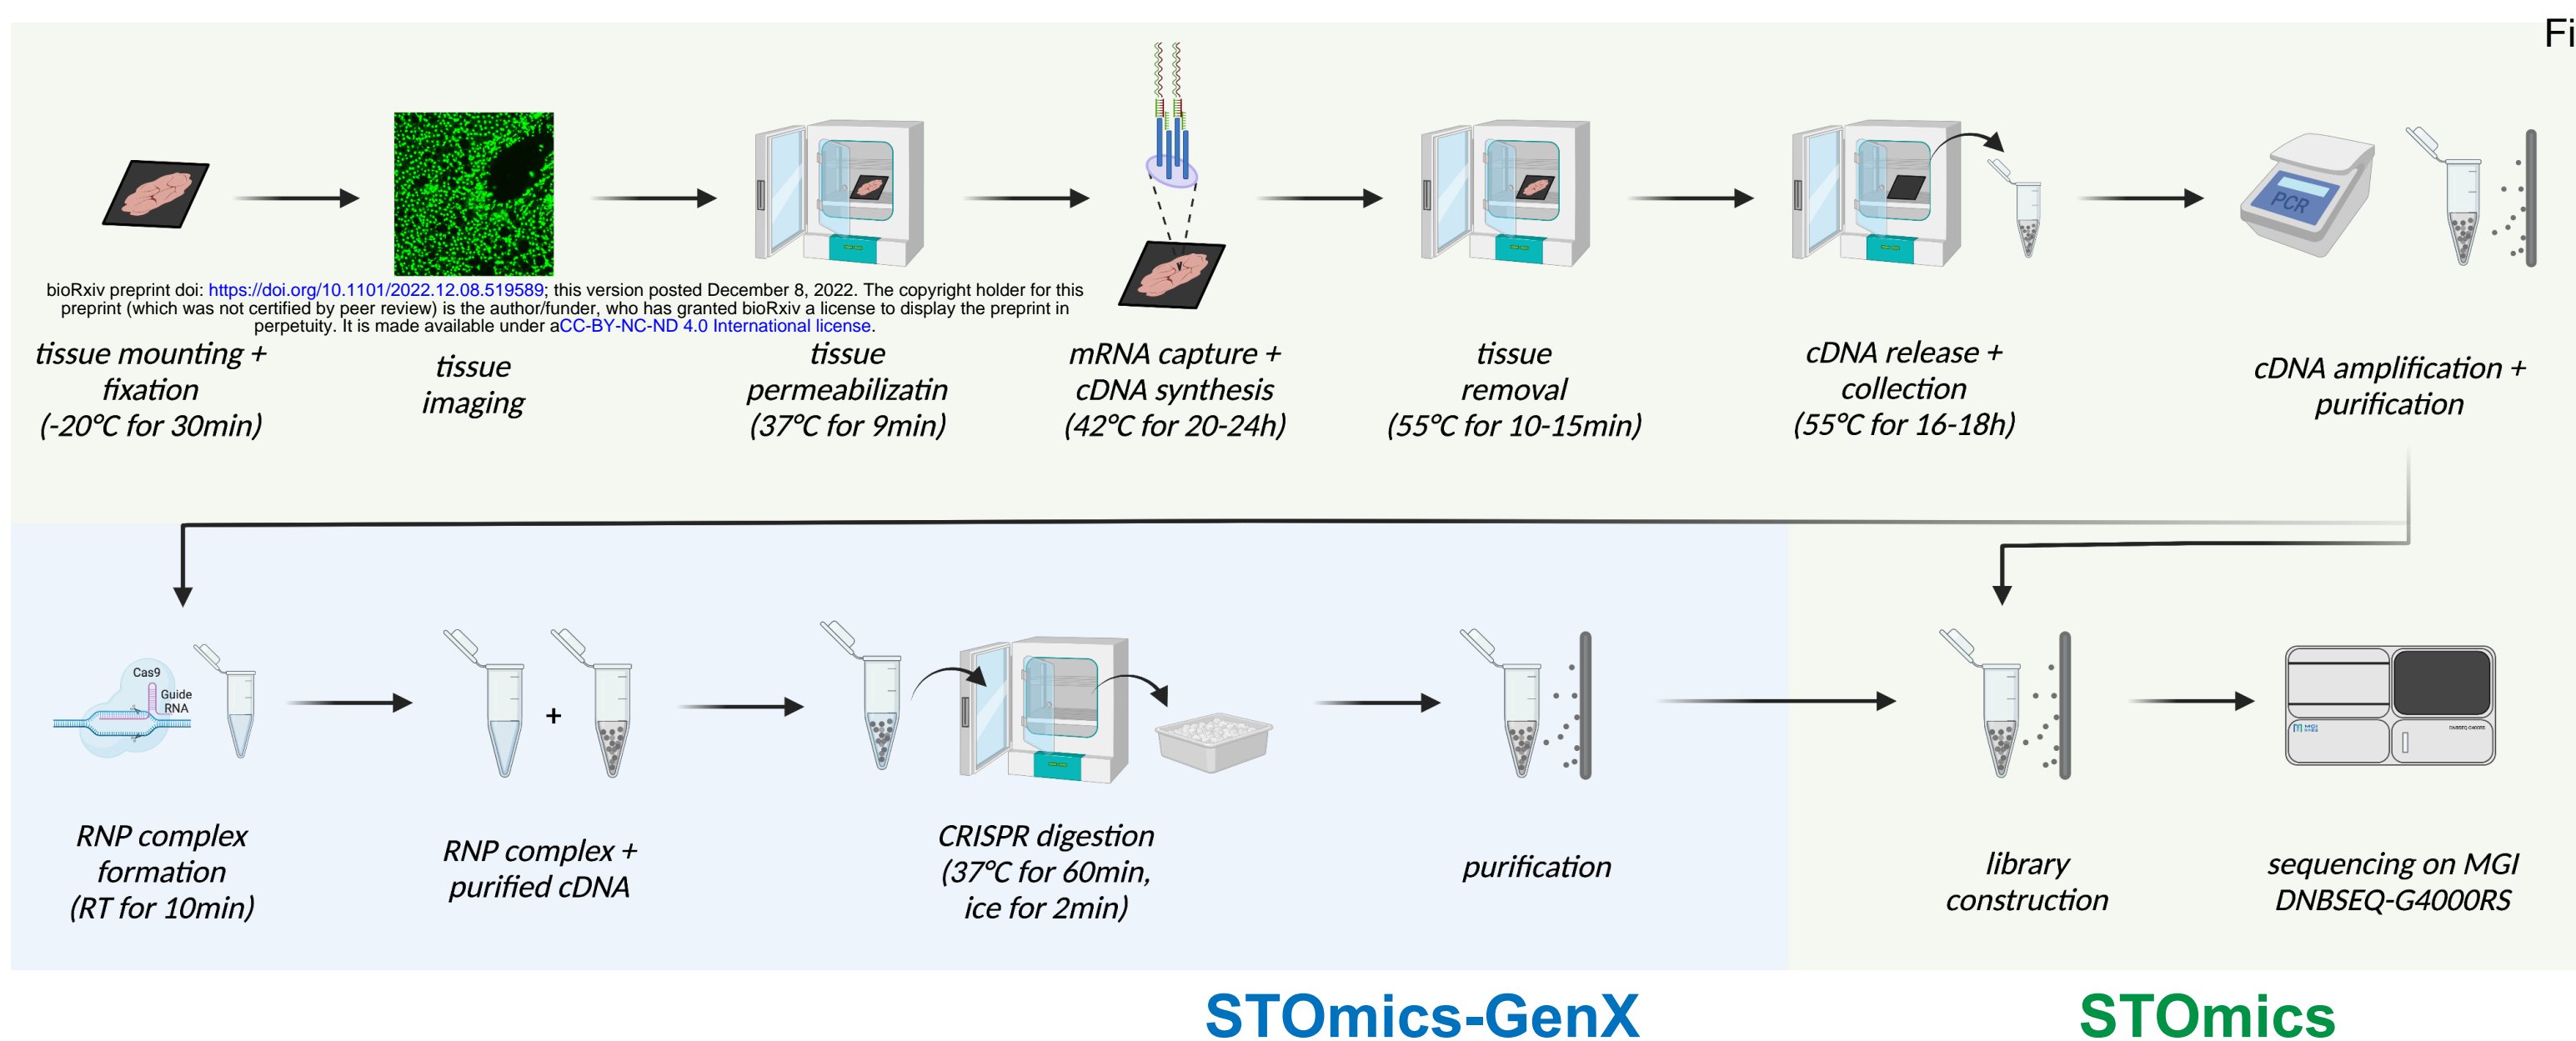 Fi
PCR
bioRxiv preprint doi: https://doi.org/10.1101/2022.12.08.519589; this version posted December 8, 2022. The copyright holder for this
preprint (which was not certified by peer review) is the author/funder, who has granted bioRxiv a license to display the preprint in
perpetuity. It is made available under aCC-BY-NC-ND 4.0 International license.
tissue mounting +
fixation
(-20°C for 30min)
tissue
imaging
tissue
permeabilizatin
(37°C for 9min)
mRNA capture +
cDNA synthesis
(42°C for 20-24h)
tissue
removal
(55°C for 10-15min)
cDNA release +
collection
(55°C for 16-18h)
cDNA amplification +
purification
Cas9
Guide
RNA
+
MGI
DNBSEQ-G400RS
RNP complex
formation
(RT for 10min)
RNP complex +
purified cDNA
CRISPR digestion
(37°C for 60min,
ice for 2min)
purification
library
construction
sequencing on MGI
DNBSEQ-G4000RS
STOmics-GenX
STOmics